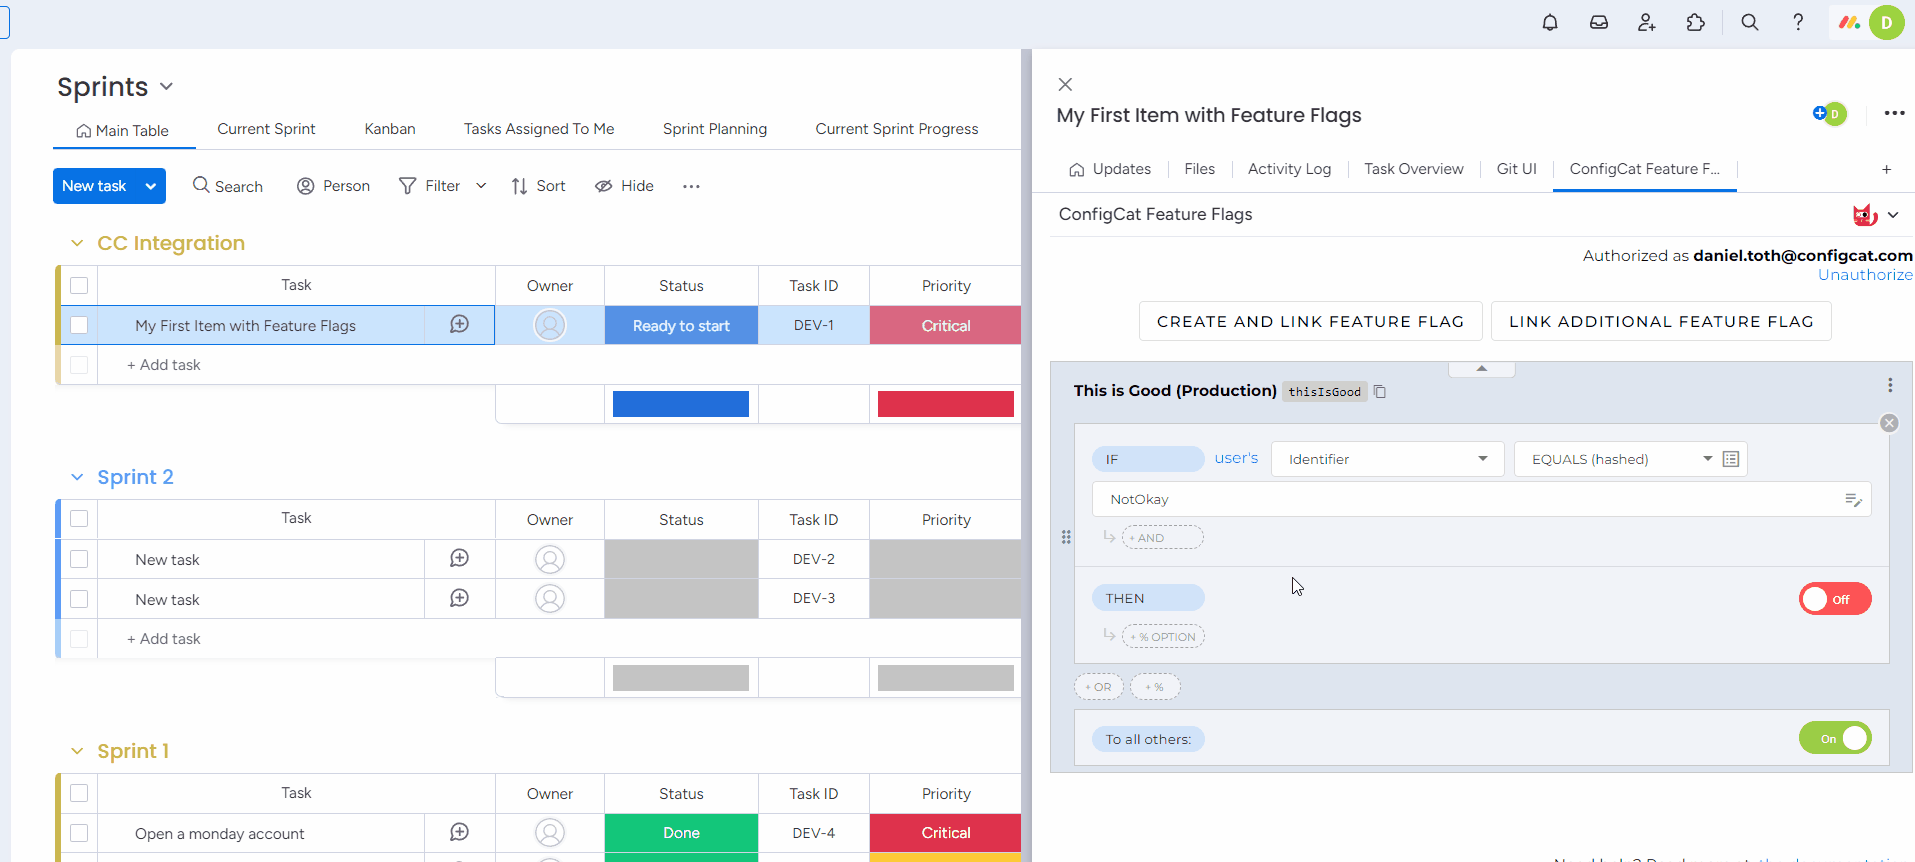 D
Sprints
Main Table
Current Sprint
Kanban
Tasks Assigned To Me
Sprint Planning
Current Sprint Progress
New task
Search
Person
Filter
Sort
Hide
CC Integration
Task Owner Status Task ID Priority
My First Item with Feature Flags Ready to start DEV-1 Critical
+ Add task
Sprint 2
Task Owner Status Task ID Priority
New task DEV-2
New task DEV-3
+ Add task
Sprint 1
Task Owner Status Task ID Priority
Open a monday account Done DEV-4 Critical
My First Item with Feature Flags
D
Updates
Files
Activity Log
Task Overview
Git UI
ConfigCat Feature F...
+
ConfigCat Feature Flags
Authorized as daniel.toth@configcat.com
Unauthorize
CREATE AND LINK FEATURE FLAG
LINK ADDITIONAL FEATURE FLAG
This is Good (Production) thisIsGood
IF user's Identifier EQUALS (hashed)
NotOkay
+ AND
THEN Off
+ % OPTION
+ OR + %
To all others: On